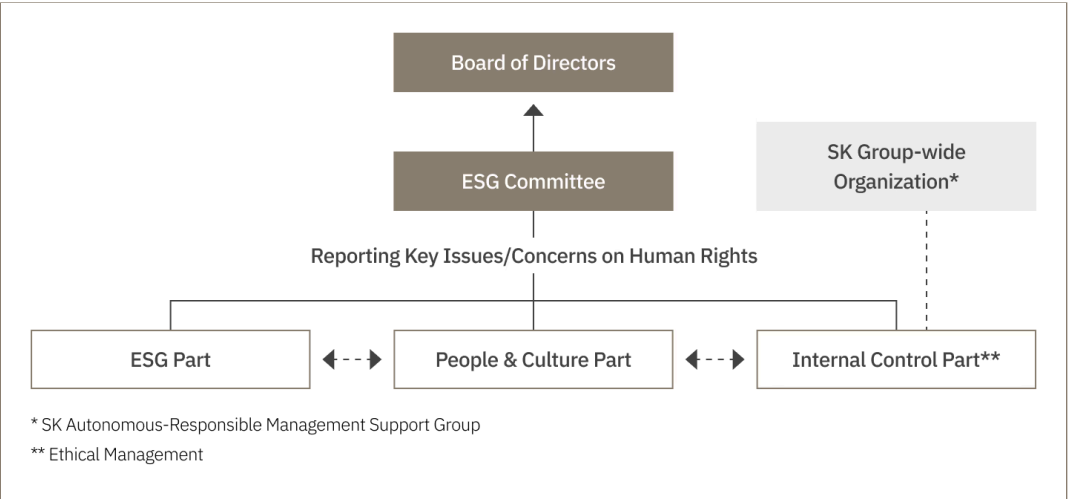 Board of Directors
ESG Committee
SK Group-wide
Organization*
Reporting Key Issues/Concerns on Human Rights
ESG Part
People & Culture Part
Internal Control Part**
* SK Autonomous-Responsible Management Support Group
** Ethical Management